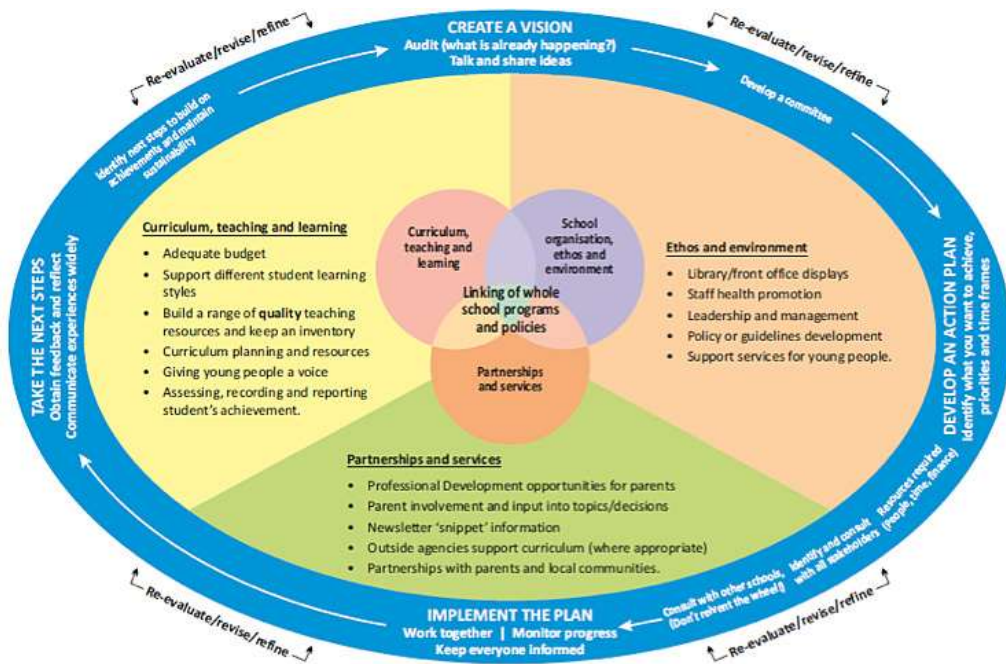 Re-evaluate/revise/refine
CREATE A VISION
Audit (what is already happening?)
Talk and share ideas
Re-evaluate/revise/refine
Develop a committee
DEVELOP AN ACTION PLAN
Identify what you want to achieve,
priorities and time frames
Resources required
(People, time, finance)
Identify and consult
with all stakeholders
Consult with other schools,
(Don't reivent the wheel!)
Re-evaluate/revise/refine
IMPLEMENT THE PLAN
Work together | Monitor progress
Keep everyone informed
Re-evaluate/revise/refine
TAKE THE NEXT STEPS
Obtain feedback and reflect
Communicate experiences widely
Identify next steps to build on
achievements and maintain
sustainability
Curriculum, teaching and learning
• Adequate budget
• Support different student learning
styles
• Build a range of quality teaching
resources and keep an inventory
• Curriculum planning and resources
• Giving young people a voice
• Assessing, recording and reporting
student's achievement.
Curriculum,
teaching and
learning
School
organisation,
ethos and
environment
Linking of whole
school programs
and policies
Partnerships
and services
Ethos and environment
• Library/front office displays
• Staff health promotion
• Leadership and management
• Policy or guidelines development
• Support services for young people.
Partnerships and services
• Professional Development opportunities for parents
• Parent involvement and input into topics/decisions
• Newsletter 'snippet' information
• Outside agencies support curriculum (where appropriate)
• Partnerships with parents and local communities.